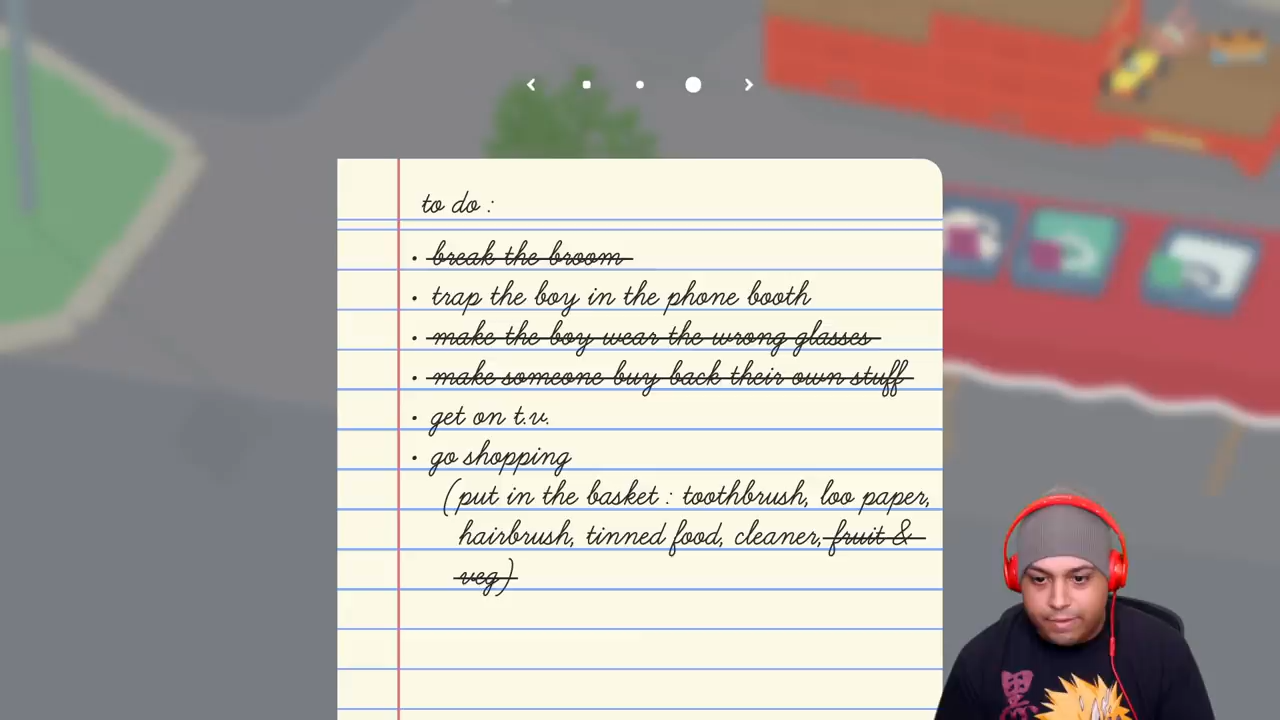 to do :
• break the broom
• trap the boy in the phone booth
• make the boy wear the wrong glasses
• make someone buy back their own stuff
• get on t.v.
• go shopping
(put in the basket : toothbrush, loo paper,
hairbrush, tinned food, cleaner, fruit &
veg)
黒